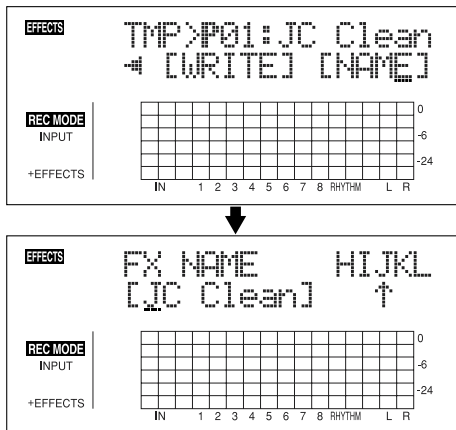 EFFECTS
TMP>P01:JC Clean
[WRITE] [NAME]
REC MODE
INPUT
+EFFECTS
0
-6
-24
IN 1 2 3 4 5 6 7 8 RHYTHM L R
EFFECTS
FX NAME HIJKL
[JC Clean] ↑
REC MODE
INPUT
+EFFECTS
0
-6
-24
IN 1 2 3 4 5 6 7 8 RHYTHM L R